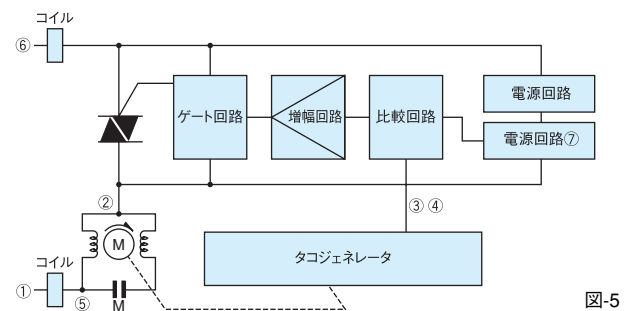 コイル
⑥
電源回路
ゲート回路
増幅回路
比較回路
電源回路⑦
②
③ ④
M
タコジェネレータ
コイル
①
⑤
M
図-5